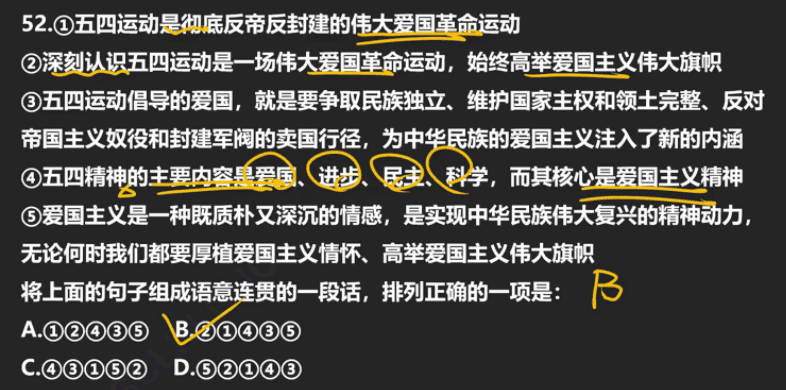 52.①五四运动是彻底反帝反封建的伟大爱国革命运动
②深刻认识五四运动是一场伟大爱国革命运动，始终高举爱国主义伟大旗帜
③五四运动倡导的爱国，就是要争取民族独立、维护国家主权和领土完整、反对
帝国主义奴役和封建军阀的卖国行径，为中华民族的爱国主义注入了新的内涵
④五四精神的主要内容是爱国、进步、民主、科学，而其核心是爱国主义精神
⑤爱国主义是一种既质朴又深沉的情感，是实现中华民族伟大复兴的精神动力，
无论何时我们都要厚植爱国主义情怀、高举爱国主义伟大旗帜
将上面的句子组成语意连贯的一段话，排列正确的一项是： B
A.①②④③⑤ B.②①④③⑤
C.④③①⑤② D.⑤②①④③